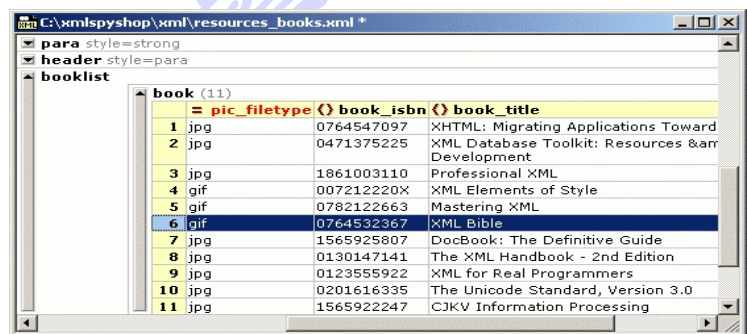 C:\xmlspyshop\xml\resources_books.xml *
para style=strong
header style=para
booklist
book (11)
= pic_filetype {} book_isbn {} book_title
1 jpg 0764547097 XHTML: Migrating Applications Toward
2 jpg 0471375225 XML Database Toolkit: Resources &am
Development
3 jpg 1861003110 Professional XML
4 gif 007212220X XML Elements of Style
5 gif 0782122663 Mastering XML
6 gif 0764532367 XML Bible
7 jpg 1565925807 DocBook: The Definitive Guide
8 jpg 0130147141 The XML Handbook - 2nd Edition
9 jpg 0123555922 XML for Real Programmers
10 jpg 0201616335 The Unicode Standard, Version 3.0
11 jpg 1565922247 CJKV Information Processing